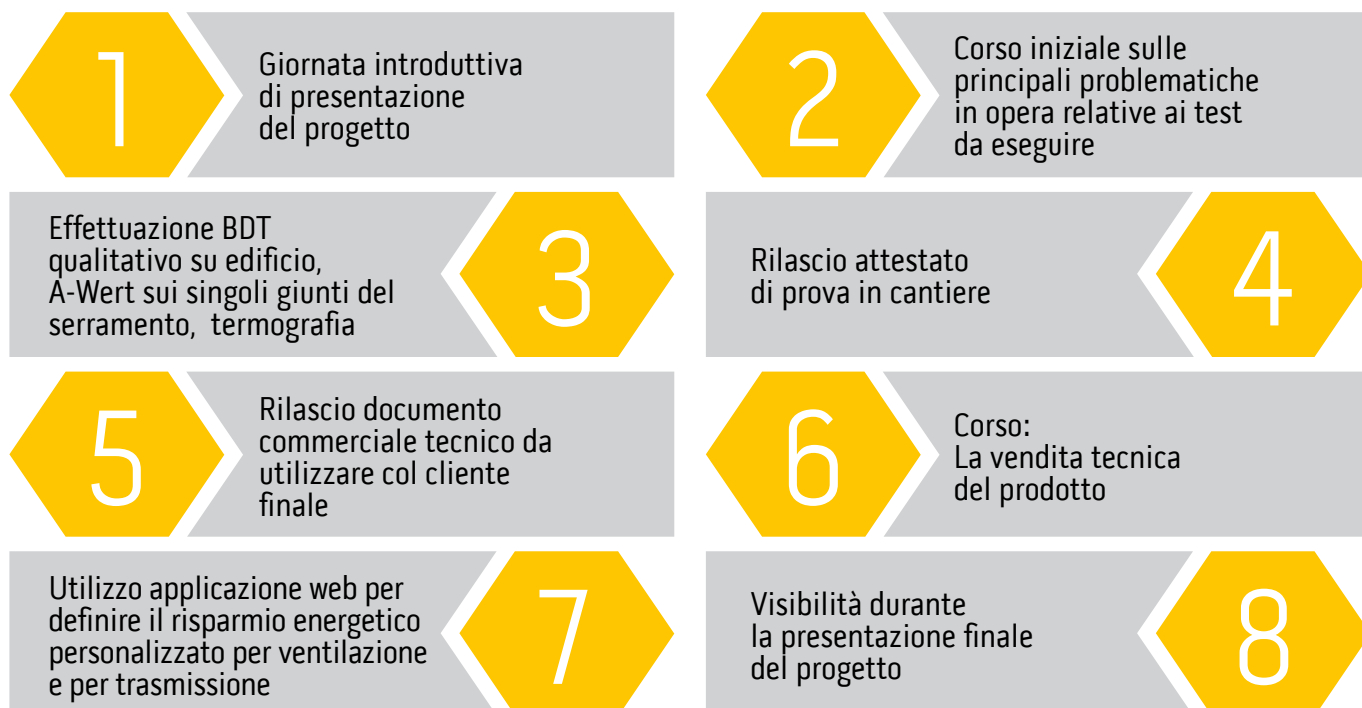 1
Giornata introduttiva
di presentazione
del progetto
2
Corso iniziale sulle
principali problematiche
in opera relative ai test
da eseguire
3
Effettuazione BDT
qualitativo su edificio,
A-Wert sui singoli giunti del
serramento, termografia
4
Rilascio attestato
di prova in cantiere
5
Rilascio documento
commerciale tecnico da
utilizzare col cliente
finale
6
Corso:
La vendita tecnica
del prodotto
7
Utilizzo applicazione web per
definire il risparmio energetico
personalizzato per ventilazione
e per trasmissione
8
Visibilità durante
la presentazione finale
del progetto